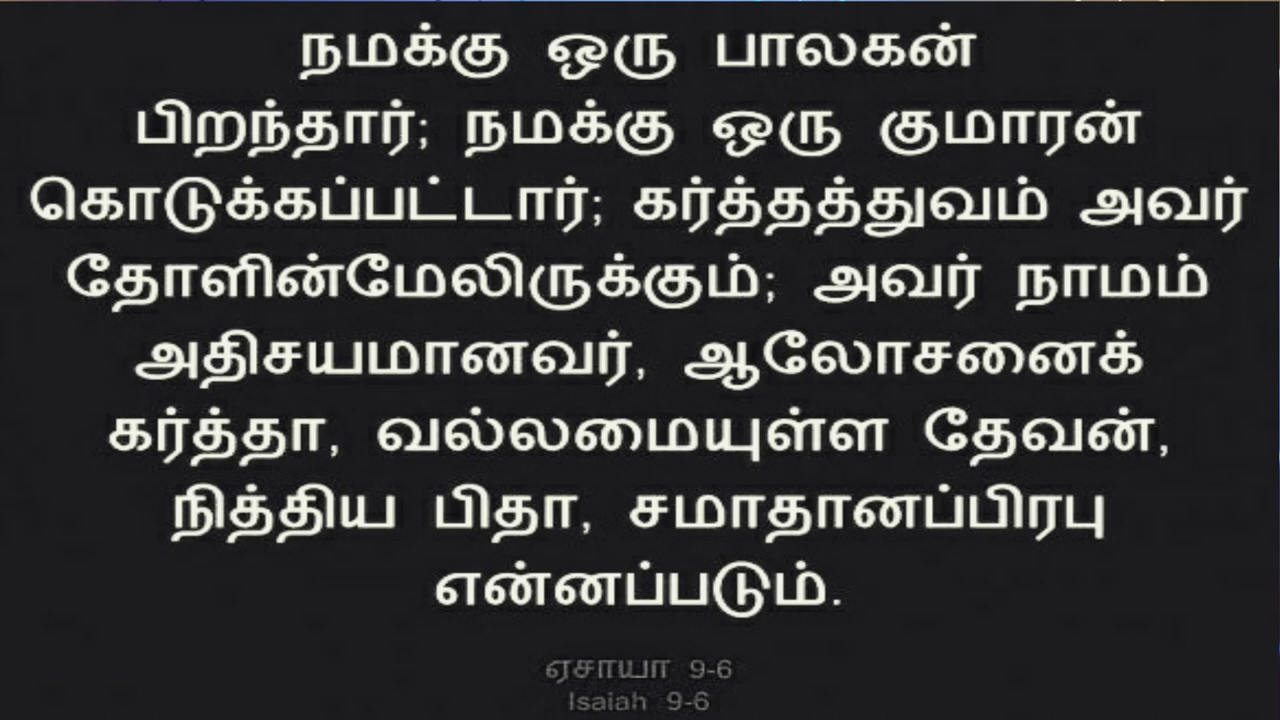 நமக்கு ஒரு பாலகன்
பிறந்தார்; நமக்கு ஒரு குமாரன்
கொடுக்கப்பட்டார்; கர்த்தத்துவம் அவர்
தோளின்மேலிருக்கும்; அவர் நாமம்
அதிசயமானவர், ஆலோசனைக்
கர்த்தா, வல்லமையுள்ள தேவன்,
நித்திய பிதா, சமாதானப்பிரபு
என்னப்படும்.
ஏசாயா 9-6
Isaiah 9-6